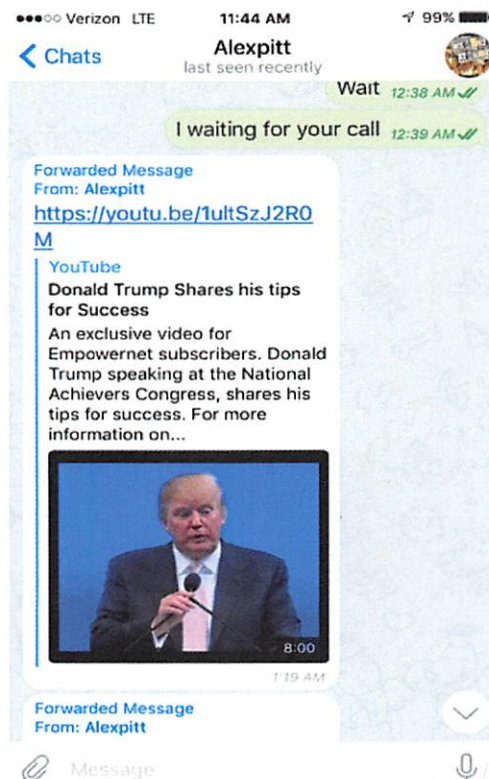 Verizon LTE 11:44 AM 99%
Chats
Alexpitt
last seen recently
Wait 12:38 AM
I waiting for your call 12:39 AM
Forwarded Message
From: Alexpitt
https://youtu.be/1ultSzJ2R0
M
YouTube
Donald Trump Shares his tips
for Success
An exclusive video for
Empowernet subscribers. Donald
Trump speaking at the National
Achievers Congress, shares his
tips for success. For more
information on...
8:00
1:19 AM
Forwarded Message
From: Alexpitt
Message